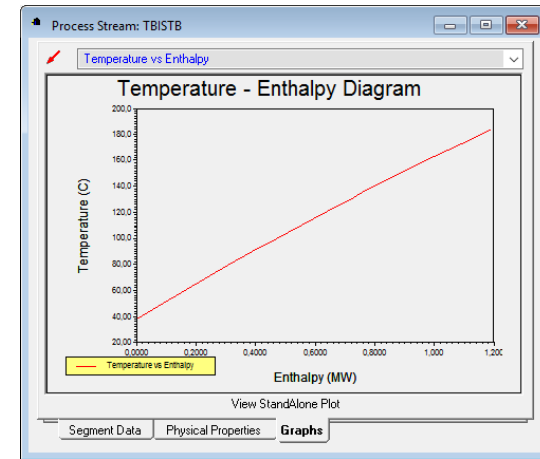 Process Stream: TBISTB
Temperature vs Enthalpy
Temperature - Enthalpy Diagram
200,0
180,0
160,0
140,0
120,0
100,0
80,00
60,00
40,00
20,00
Temperature (C)
0,0000 0,2000 0,4000 0,6000 0,8000 1,000 1,200
Temperature vs Enthalpy
Enthalpy (MW)
View StandAlone Plot
Segment Data Physical Properties Graphs